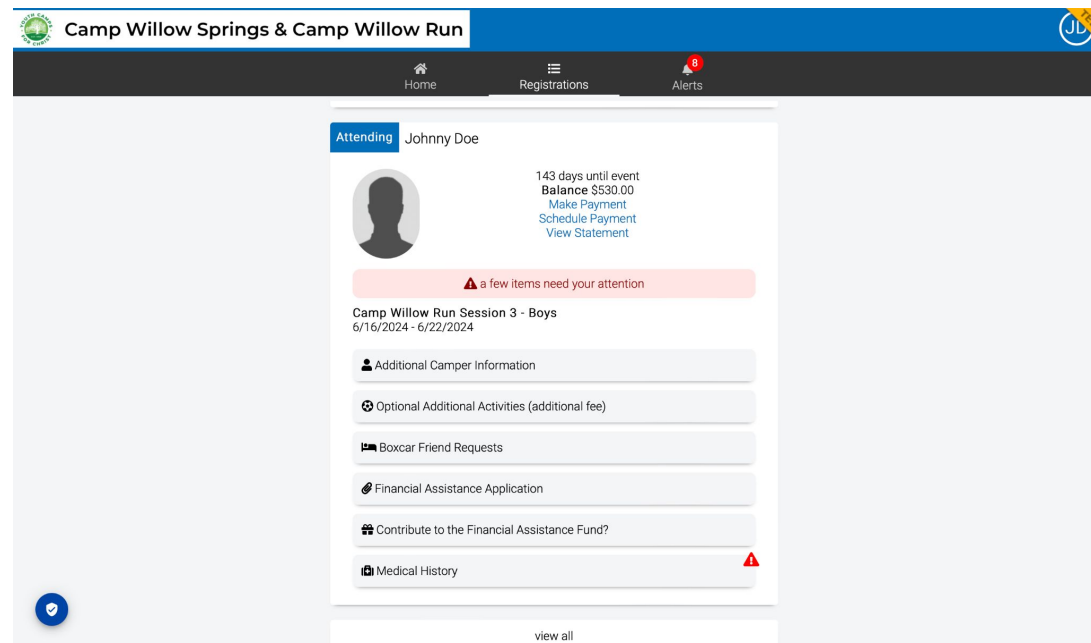 Camp Willow Springs & Camp Willow Run
JD
Home
Registrations
8
Alerts
Attending
Johnny Doe
143 days until event
Balance $530.00
Make Payment
Schedule Payment
View Statement
a few items need your attention
Camp Willow Run Session 3 - Boys
6/16/2024 - 6/22/2024
Additional Camper Information
Optional Additional Activities (additional fee)
Boxcar Friend Requests
Financial Assistance Application
Contribute to the Financial Assistance Fund?
Medical History
view all